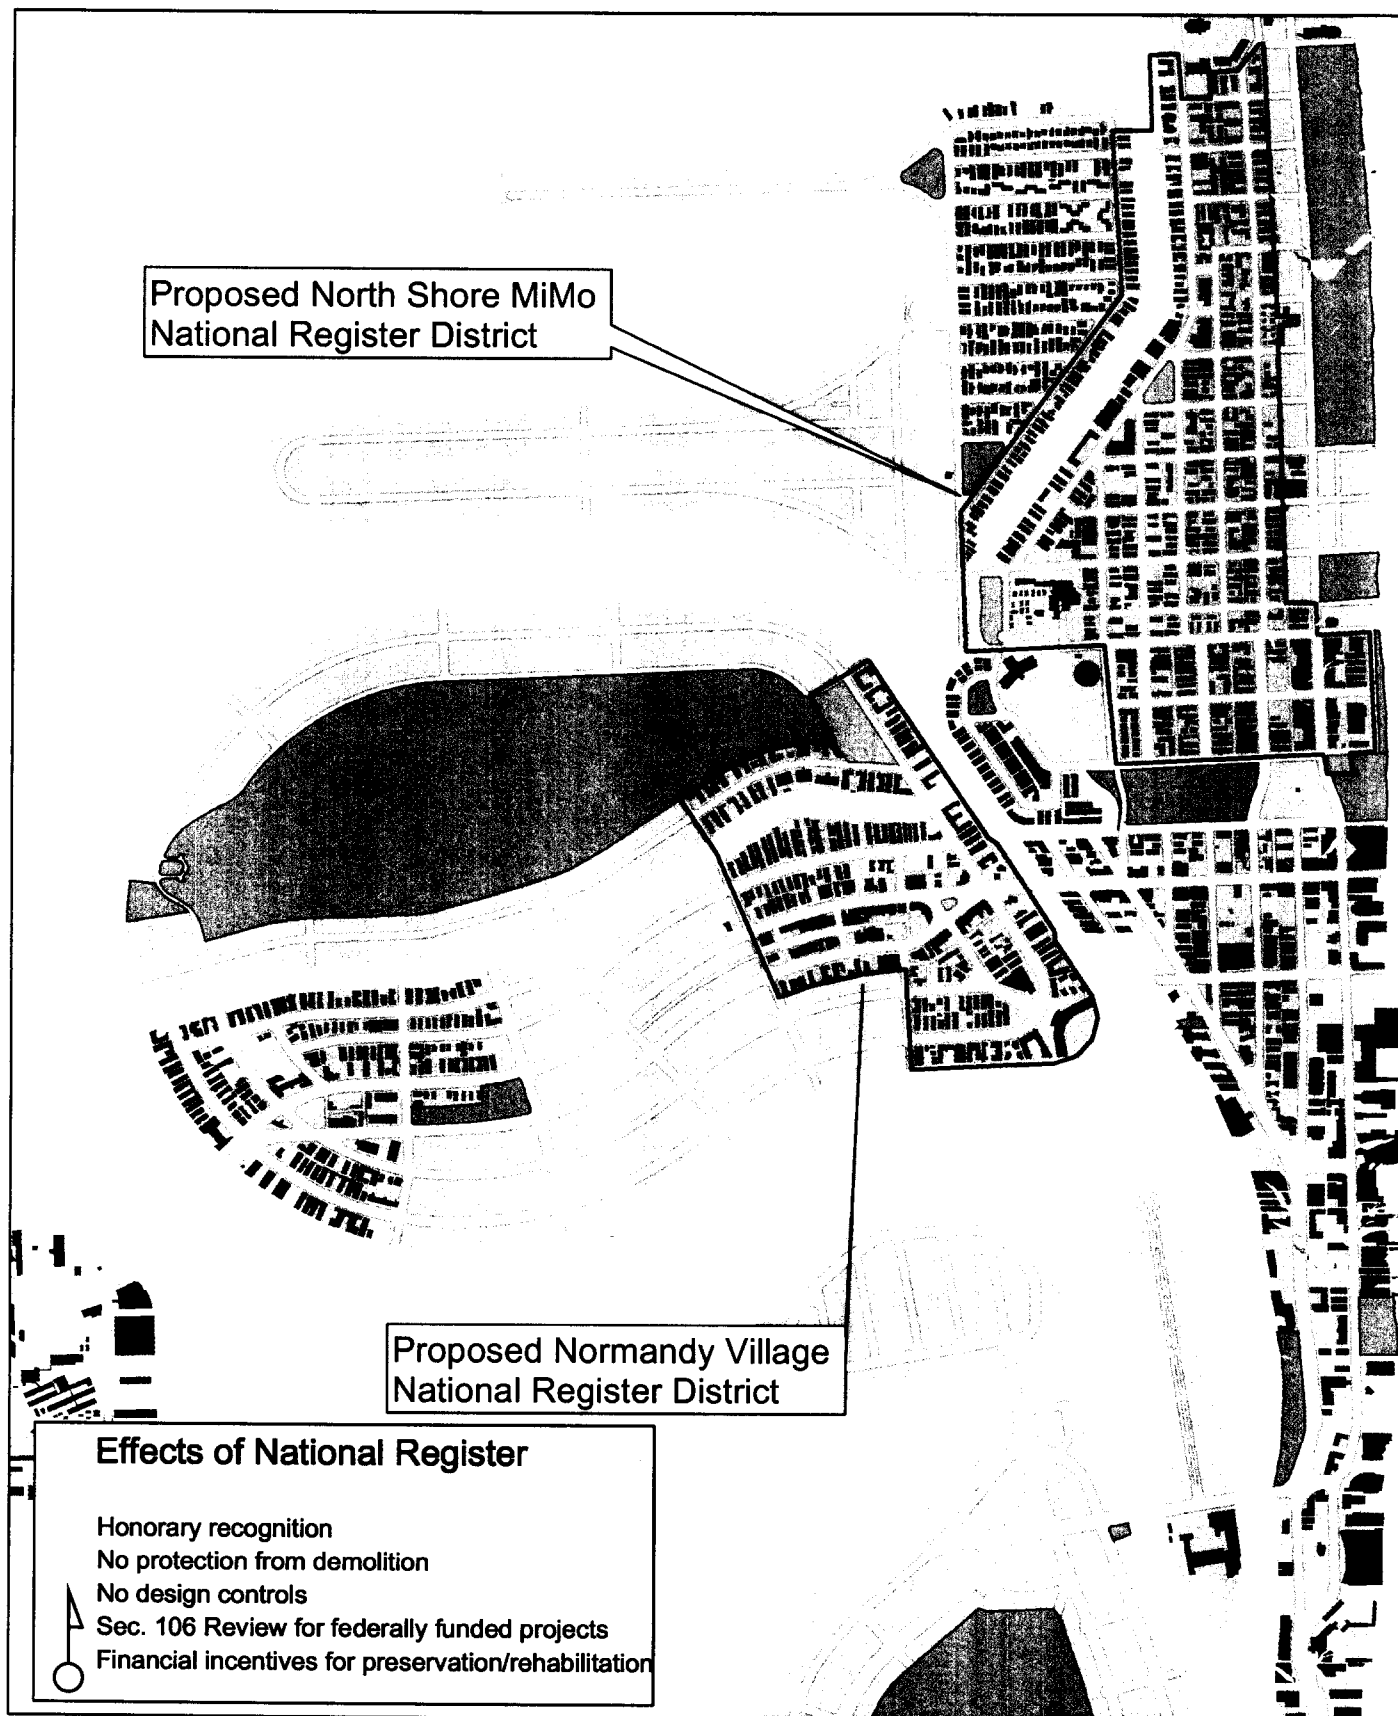 Proposed North Shore MiMo
National Register District
Proposed Normandy Village
National Register District
Effects of National Register
Honorary recognition
No protection from demolition
No design controls
Sec. 106 Review for federally funded projects
Financial incentives for preservation/rehabilitation